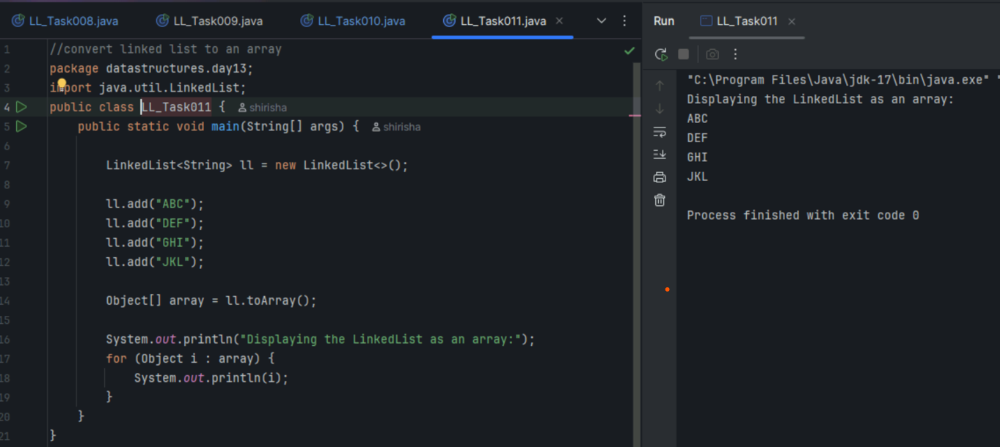 LL_Task008.java LL_Task009.java LL_Task010.java LL_Task011.java
1 //convert linked list to an array
2 package datastructures.day13;
3 import java.util.LinkedList;
4 public class LL_Task011 { shirisha
5 public static void main(String[] args) { shirisha
6
7 LinkedList<String> ll = new LinkedList<>();
8
9 ll.add("ABC");
10 ll.add("DEF");
11 ll.add("GHI");
12 ll.add("JKL");
13
14 Object[] array = ll.toArray();
15
16 System.out.println("Displaying the LinkedList as an array:");
17 for (Object i : array) {
18 System.out.println(i);
19 }
20 }
21 }
Run LL_Task011
"C:\Program Files\Java\jdk-17\bin\java.exe" "
Displaying the LinkedList as an array:
ABC
DEF
GHI
JKL
Process finished with exit code 0